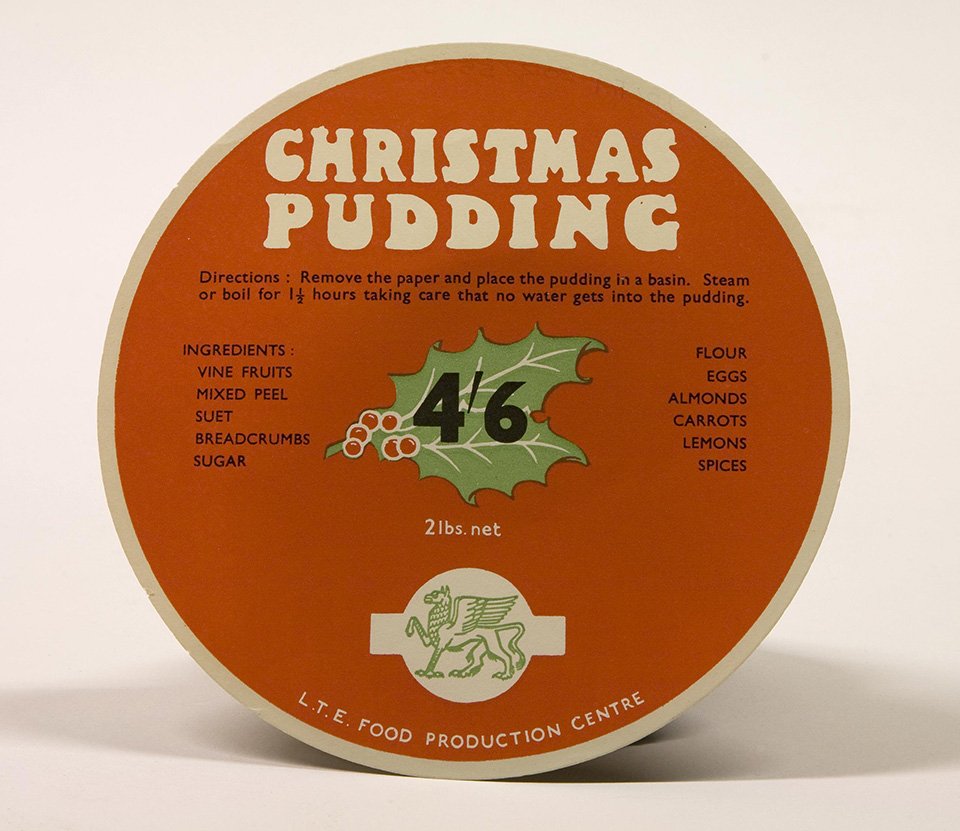 CHRISTMAS
PUDDING
Directions : Remove the paper and place the pudding in a basin. Steam
or boil for 1½ hours taking care that no water gets into the pudding.
INGREDIENTS :
VINE FRUITS
MIXED PEEL
SUET
BREADCRUMBS
SUGAR
4/6
FLOUR
EGGS
ALMONDS
CARROTS
LEMONS
SPICES
2lbs. net
L.T.E. FOOD PRODUCTION CENTRE